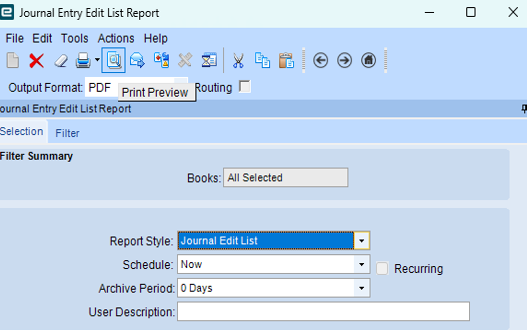 Journal Entry Edit List Report
File Edit Tools Actions Help
Output Format: PDF Routing
Print Preview
ournal Entry Edit List Report
Selection Filter
Filter Summary
Books: All Selected
Report Style: Journal Edit List
Schedule: Now Recurring
Archive Period: 0 Days
User Description: